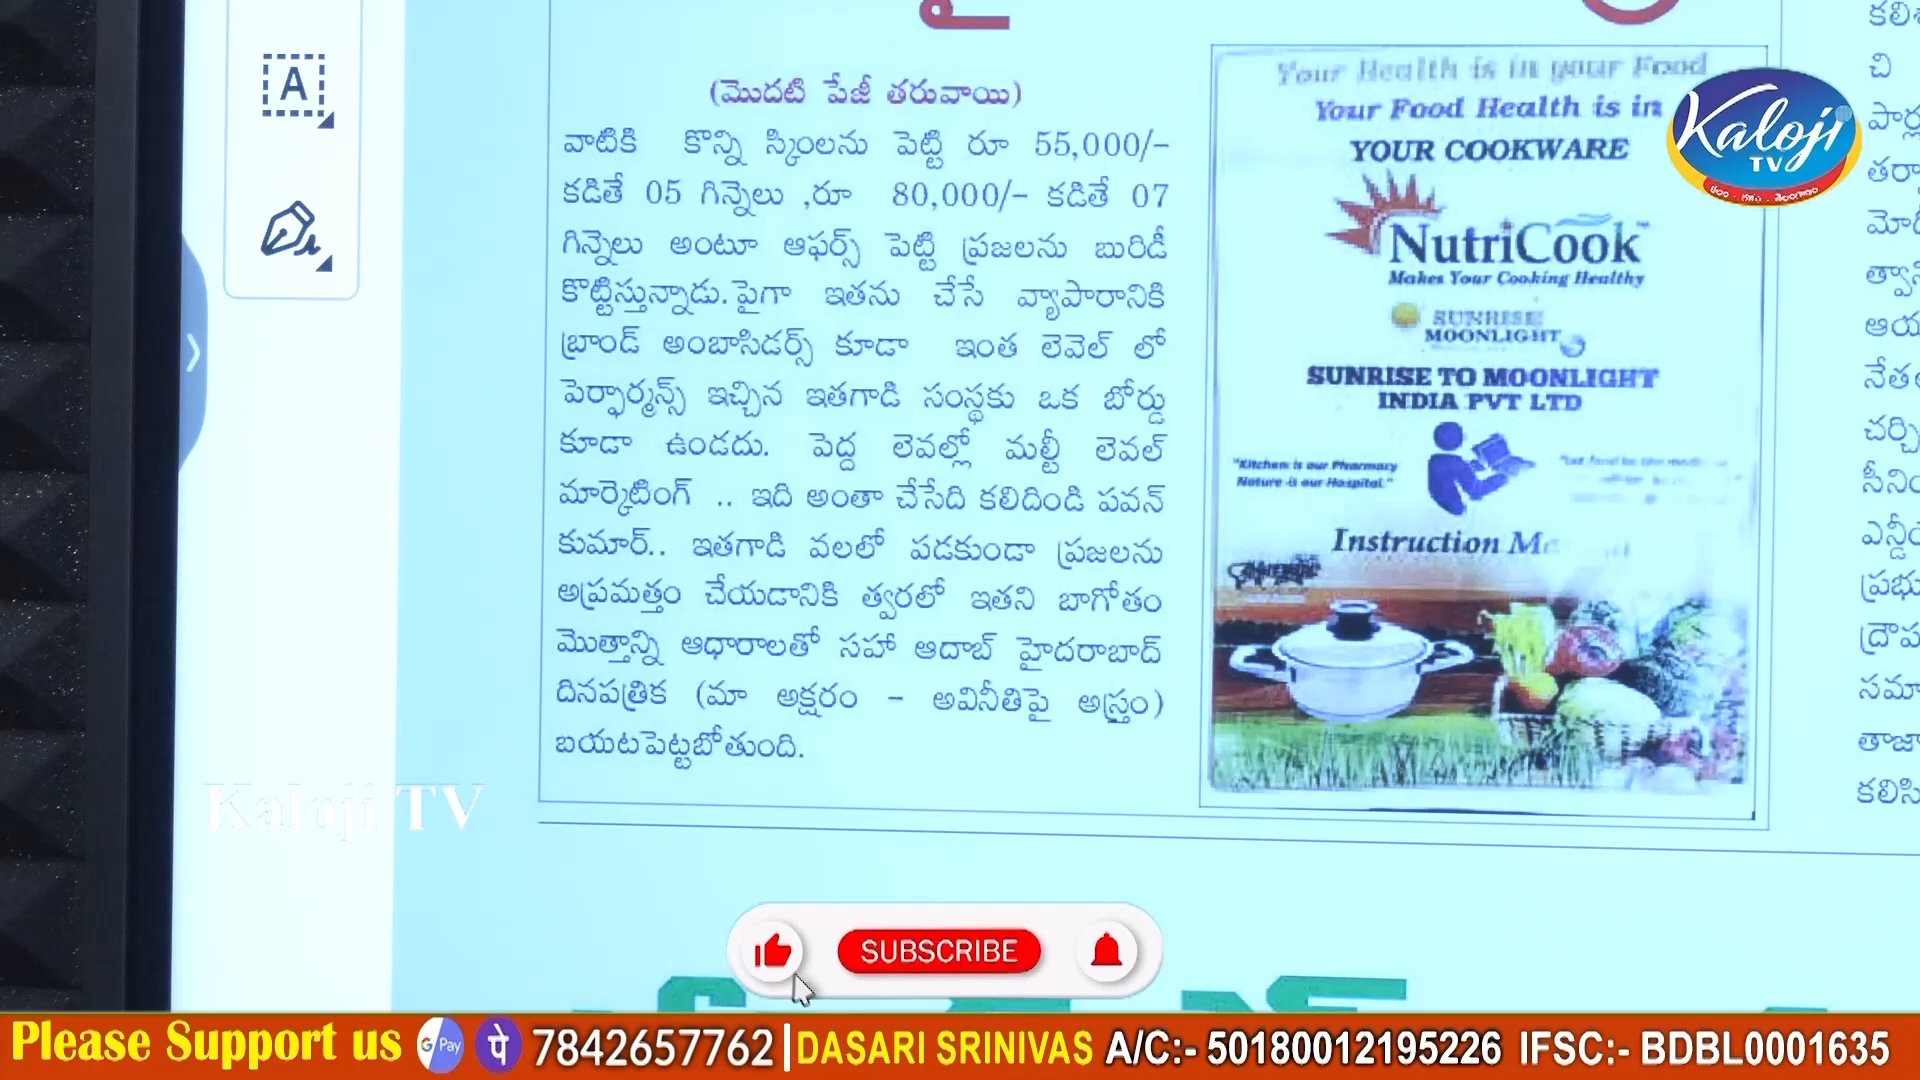 (మొదటి పేజీ తరువాయి)
వాటికి కొన్ని స్కింలను పెట్టి రూ 55,000/-
కడితే 05 గిన్నెలు ,రూ 80,000/- కడితే 07
గిన్నెలు అంటూ ఆఫర్స్ పెట్టి ప్రజలను బురిడీ
కొట్టిస్తున్నాడు.పైగా ఇతను చేసే వ్యాపారానికి
బ్రాండ్ అంబాసిడర్స్ కూడా ఇంత లెవెల్ లో
పెర్ఫార్మన్స్ ఇచ్చిన ఇతగాడి సంస్థకు ఒక బోర్డు
కూడా ఉండదు. పెద్ద లెవల్లో మల్టీ లెవల్
మార్కెటింగ్ .. ఇది అంతా చేసేది కలిదిండి పవన్
కుమార్.. ఇతగాడి వలలో పడకుండా ప్రజలను
అప్రమత్తం చేయడానికి త్వరలో ఇతని బాగోతం
మొత్తాన్ని ఆధారాలతో సహా ఆదాబ్ హైదరాబాద్
దినపత్రిక (మా అక్షరం - అవినీతిపై అస్త్రం)
బయటపెట్టబోతుంది.
Your Health is in your Food
Your Food Health is in
YOUR COOKWARE
NutriCook
Makes Your Cooking Healthy
SUNRISE
MOONLIGHT
SUNRISE TO MOONLIGHT
INDIA PVT LTD
"Kitchen is our Pharmacy
Nature is our Hospital."
Instruction
Kaloji
TV
చి
నేతల
తాజా
Kaloji TV
SUBSCRIBE
Please Support us G Pay पे 7842657762 | DASARI SRINIVAS A/C:- 50180012195226 IFSC:- BDBL0001635